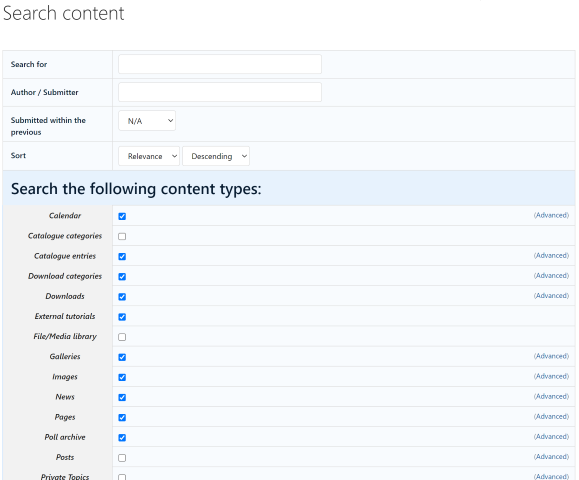 Search content
Search for
Author / Submitter
Submitted within the
previous
N/A
Sort
Relevance Descending
Search the following content types:
Calendar (Advanced)
Catalogue categories
Catalogue entries (Advanced)
Download categories (Advanced)
Downloads (Advanced)
External tutorials
File/Media library
Galleries (Advanced)
Images (Advanced)
News (Advanced)
Pages (Advanced)
Poll archive (Advanced)
Posts (Advanced)
Private Topics